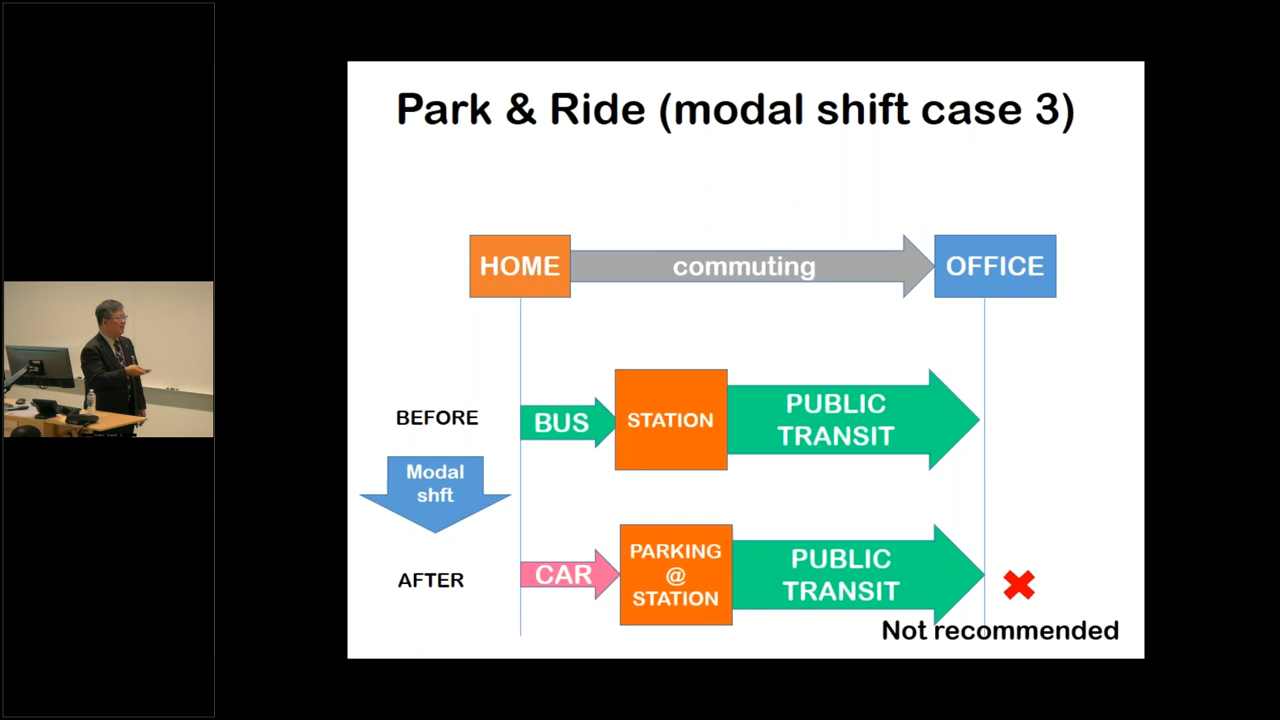 Park & Ride (modal shift case 3)
HOME
commuting
OFFICE
BEFORE
BUS
STATION
PUBLIC
TRANSIT
Modal
shft
AFTER
CAR
PARKING
@
STATION
PUBLIC
TRANSIT
Not recommended